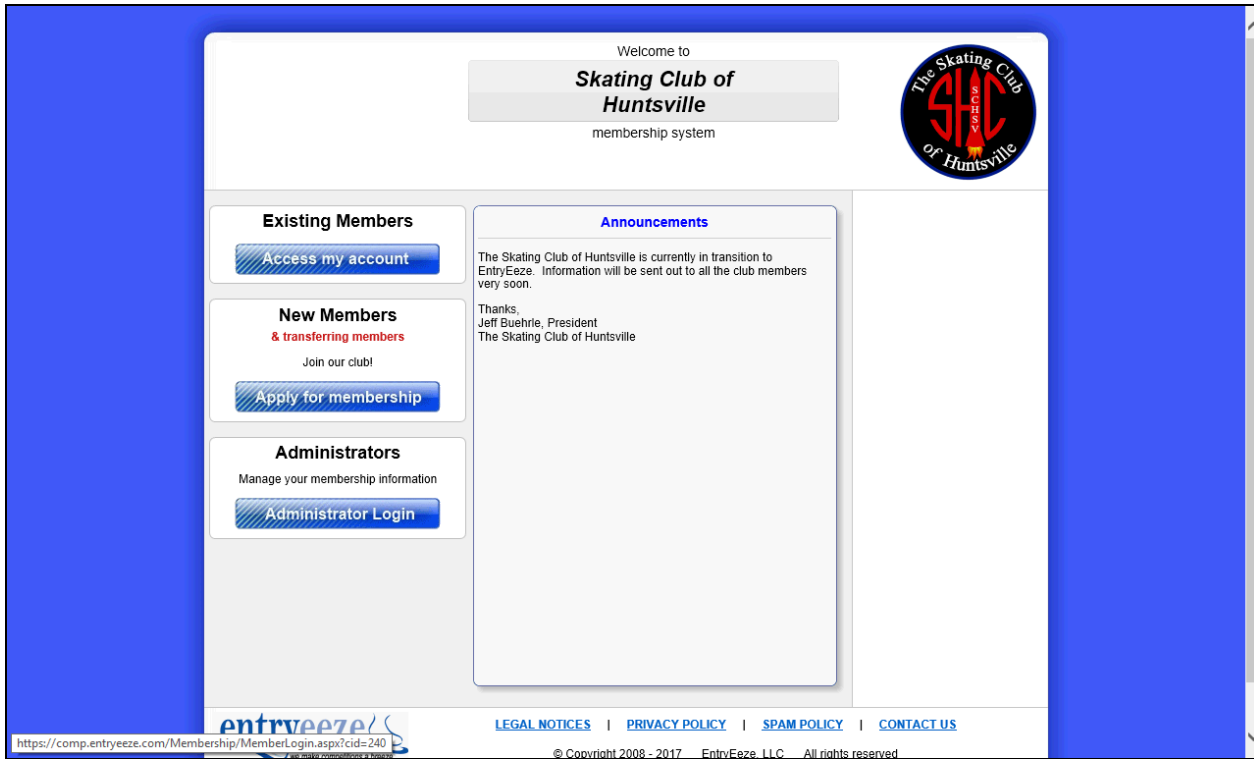 Welcome to
Skating Club of
Huntsville
membership system
The Skating Club
SHC
SCHSV
of Huntsville
Existing Members
Access my account
New Members
& transferring members
Join our club!
Apply for membership
Administrators
Manage your membership information
Administrator Login
Announcements
The Skating Club of Huntsville is currently in transition to
EntryEeze. Information will be sent out to all the club members
very soon.
Thanks,
Jeff Buehrle, President
The Skating Club of Huntsville
entryeeze
we make competitions a breeze
LEGAL NOTICES | PRIVACY POLICY | SPAM POLICY | CONTACT US
© Copyright 2008 - 2017 EntryEeze, LLC All rights reserved
https://comp.entryeeze.com/Membership/MemberLogin.aspx?cid=240